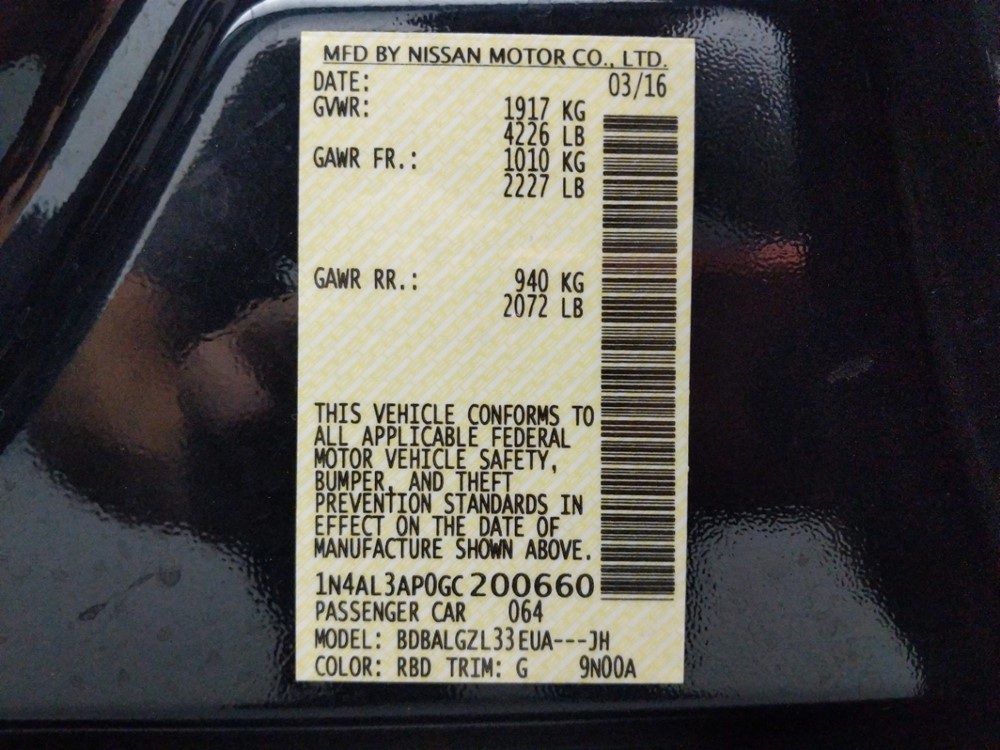 MFD BY NISSAN MOTOR CO., LTD.
DATE: 03/16
GVWR: 1917 KG
4226 LB
GAWR FR.: 1010 KG
2227 LB
GAWR RR.: 940 KG
2072 LB
THIS VEHICLE CONFORMS TO
ALL APPLICABLE FEDERAL
MOTOR VEHICLE SAFETY,
BUMPER, AND THEFT
PREVENTION STANDARDS IN
EFFECT ON THE DATE OF
MANUFACTURE SHOWN ABOVE.
1N4AL3AP0GC200660
PASSENGER CAR 064
MODEL: BDBALGZL33EUA---JH
COLOR: RBD TRIM: G 9N00A